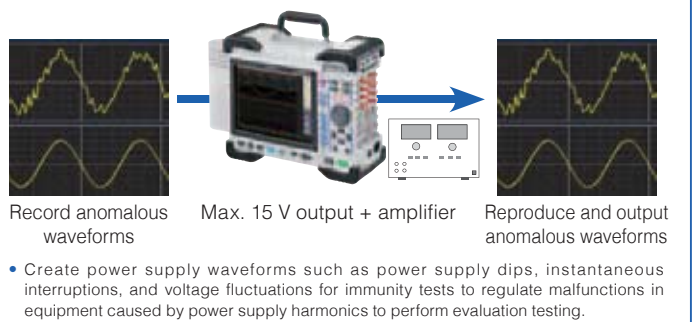 Record anomalous
waveforms
Max. 15 V output + amplifier
Reproduce and output
anomalous waveforms
• Create power supply waveforms such as power supply dips, instantaneous
interruptions, and voltage fluctuations for immunity tests to regulate malfunctions in
equipment caused by power supply harmonics to perform evaluation testing.